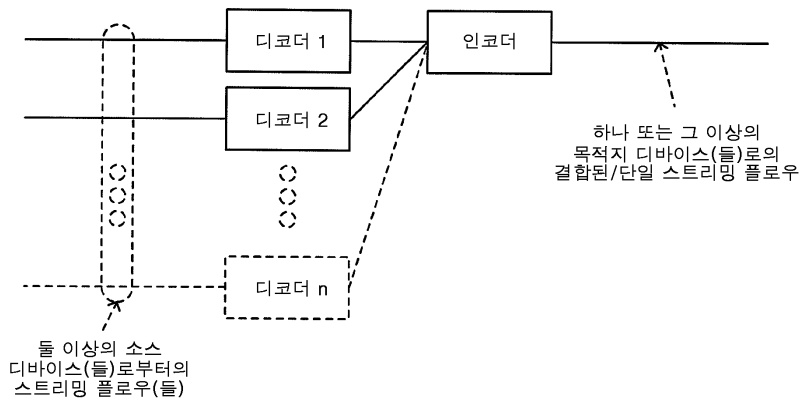 디코더 1
인코더
디코더 2
하나 또는 그 이상의
목적지 디바이스(들)로의
결합된/단일 스트리밍 플로우
디코더 n
둘 이상의 소스
디바이스(들)로부터의
스트리밍 플로우(들)